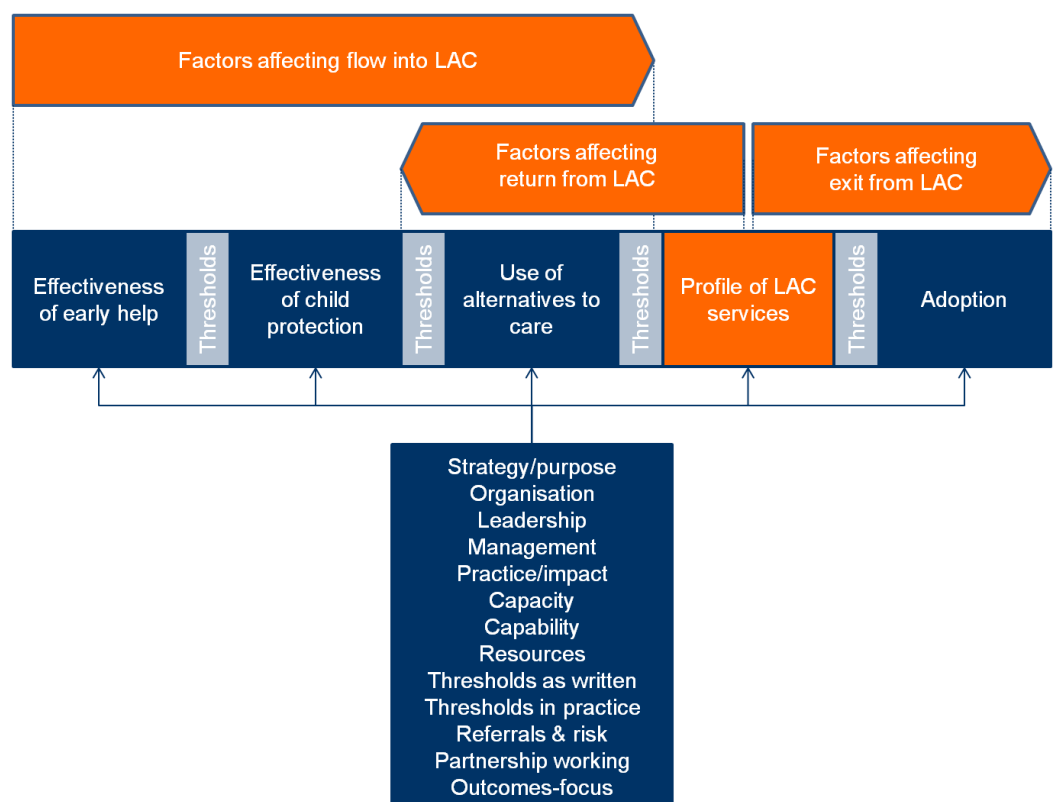 Factors affecting flow into LAC
Factors affecting
return from LAC
Factors affecting
exit from LAC
Effectiveness
of early help
Thresholds
Effectiveness
of child
protection
Thresholds
Use of
alternatives to
care
Thresholds
Profile of LAC
services
Thresholds
Adoption
Strategy/purpose
Organisation
Leadership
Management
Practice/impact
Capacity
Capability
Resources
Thresholds as written
Thresholds in practice
Referrals & risk
Partnership working
Outcomes-focus